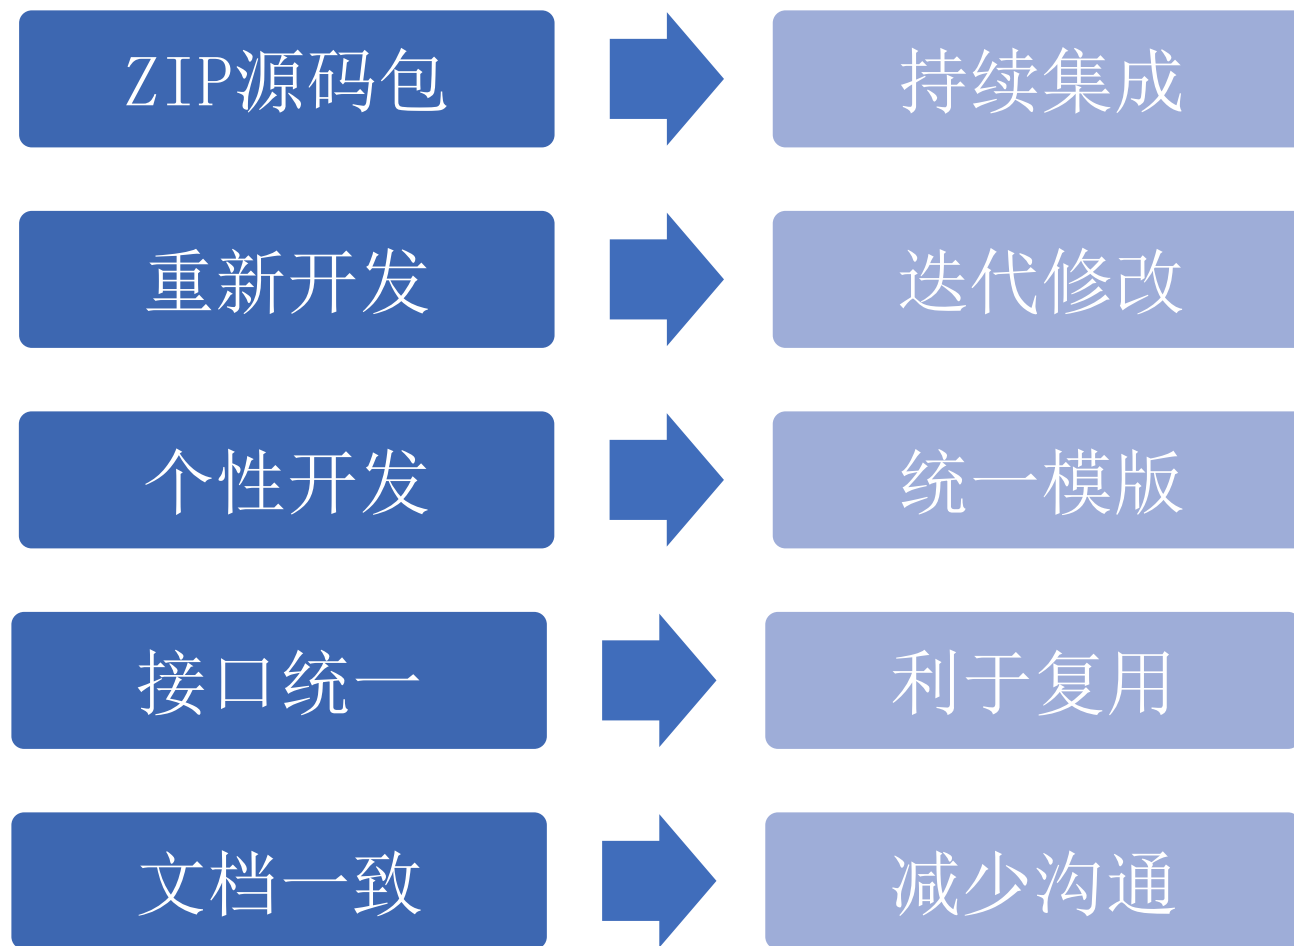 ZIP源码包
持续集成
重新开发
迭代修改
个性开发
统一模版
接口统一
利于复用
文档一致
减少沟通